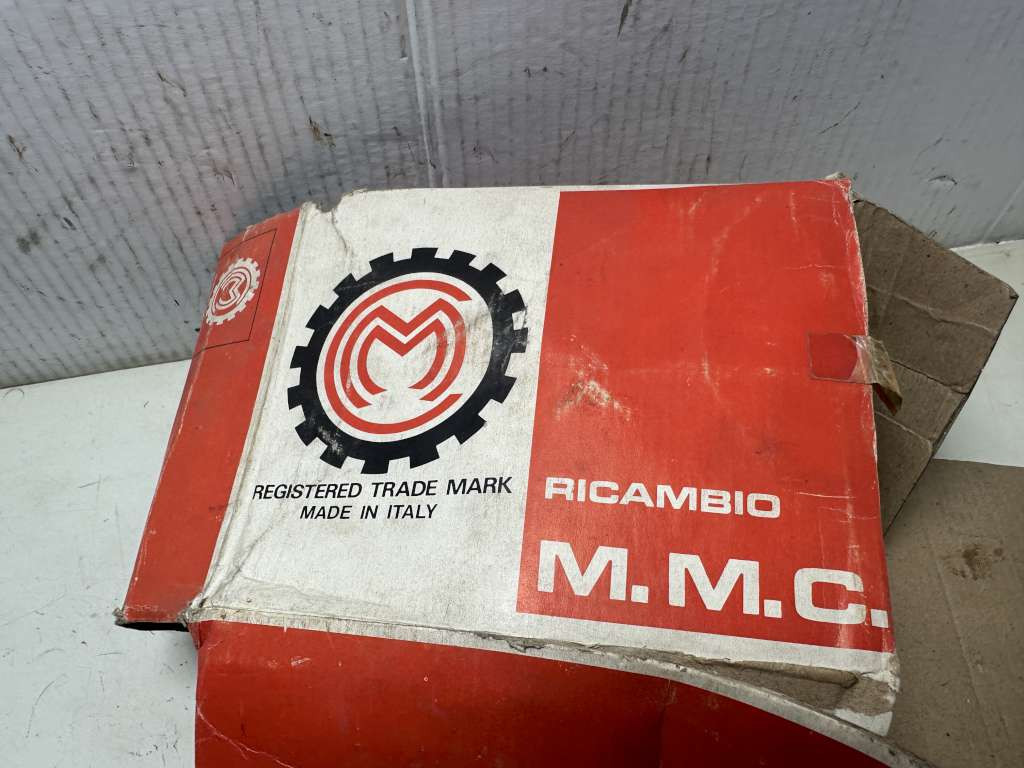 REGISTERED TRADE MARK
MADE IN ITALY
RICAMBIO
M.M.C.